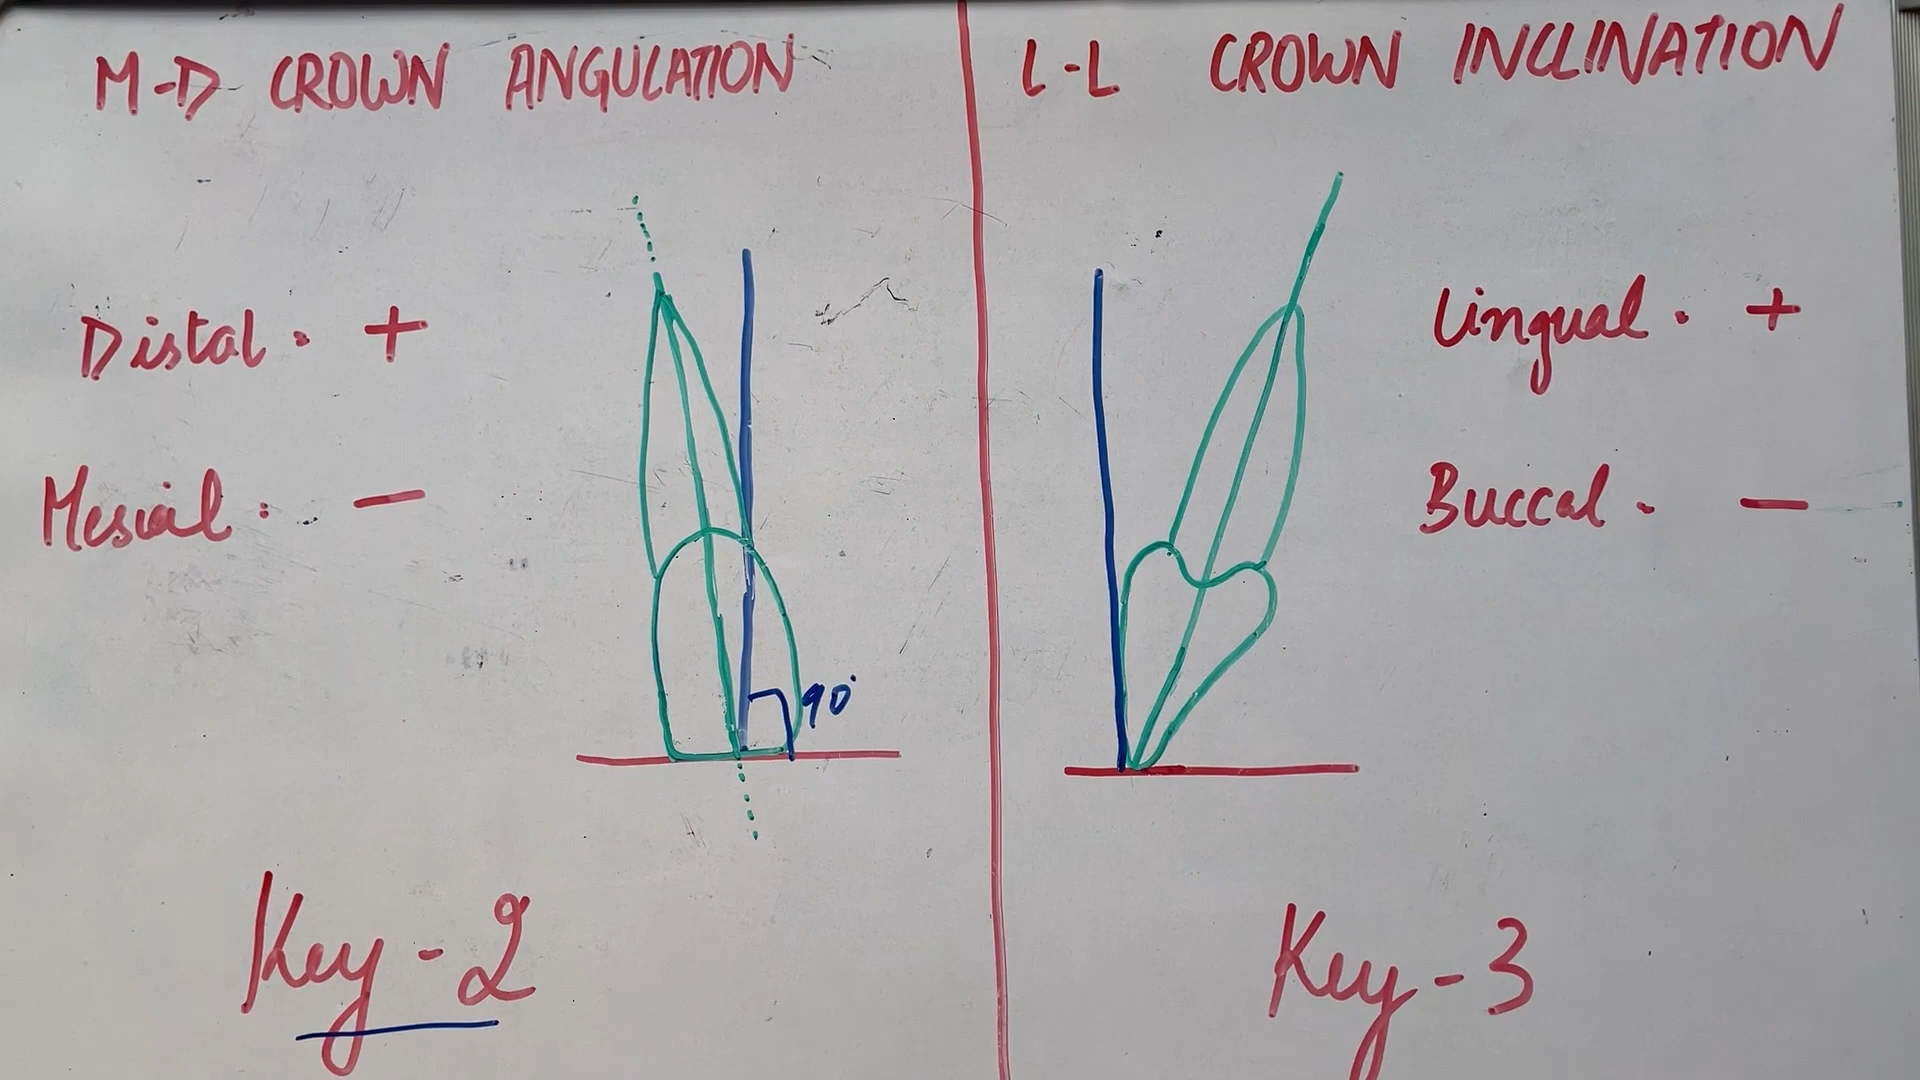 M-D CROWN ANGULATION
Distal. +
Mesial. -
90°
Key-2
L-L CROWN INCLINATION
Lingual. +
Buccal. -
Key-3